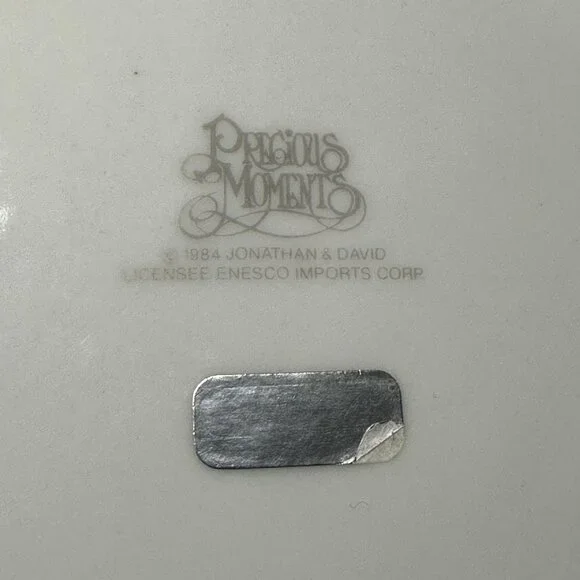 PRECIOUS
MOMENTS
© 1984 JONATHAN & DAVID
LICENSEE ENESCO IMPORTS CORP.